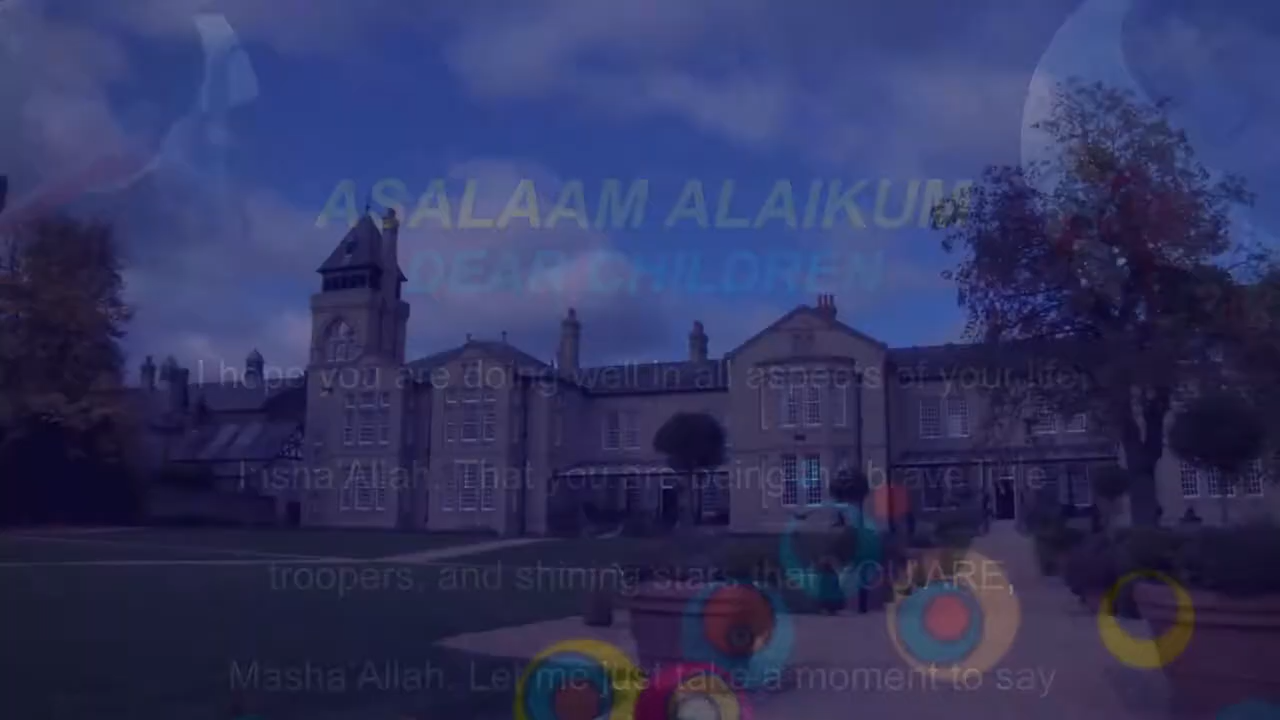 ASALAAM ALAIKUM
DEAR CHILDREN
I hope you are doing well in all aspects of your life,
Insha'Allah. That you are being the brave little
troopers, and shining stars that YOU ARE,
Masha'Allah. Let me just take a moment to say